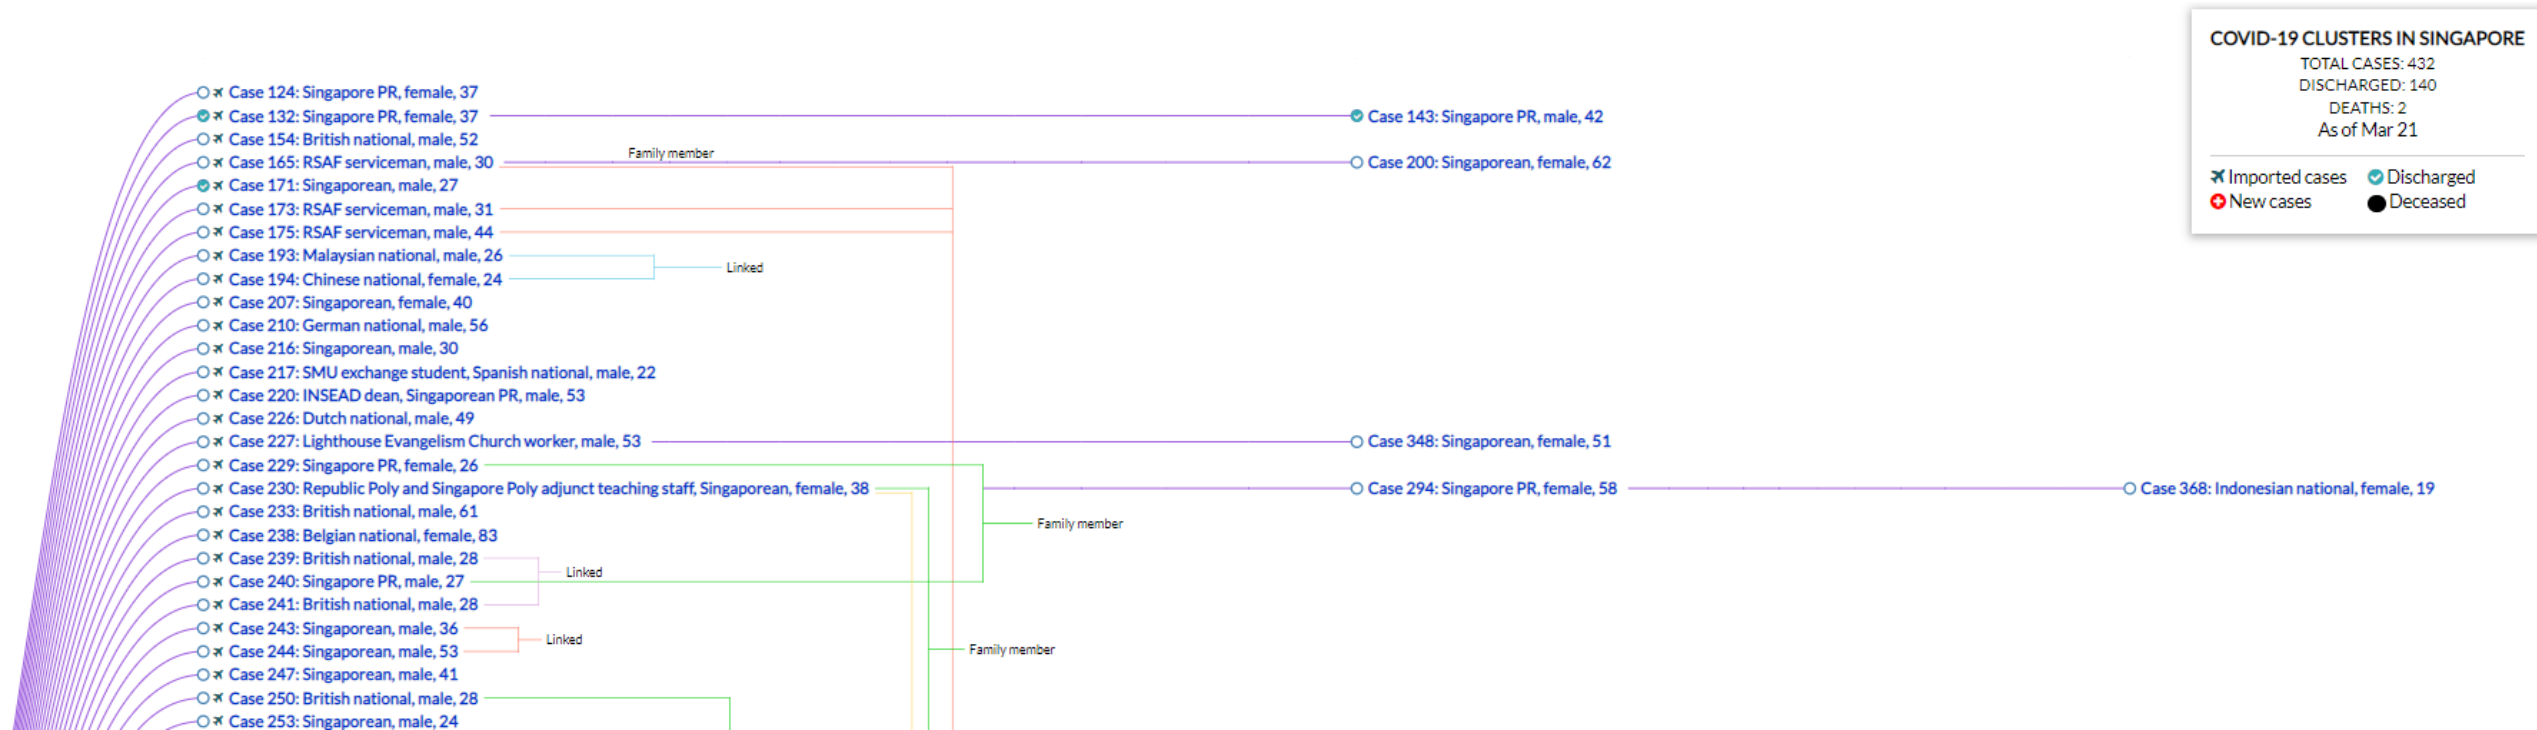 COVID-19 CLUSTERS IN SINGAPORE
TOTAL CASES: 432
DISCHARGED: 140
DEATHS: 2
As of Mar 21
Imported cases
Discharged
New cases
Deceased
Case 124: Singapore PR, female, 37
Case 132: Singapore PR, female, 37
Case 143: Singapore PR, male, 42
Case 154: British national, male, 52
Family member
Case 165: RSAF serviceman, male, 30
Case 200: Singaporean, female, 62
Case 171: Singaporean, male, 27
Case 173: RSAF serviceman, male, 31
Case 175: RSAF serviceman, male, 44
Case 193: Malaysian national, male, 26
Linked
Case 194: Chinese national, female, 24
Case 207: Singaporean, female, 40
Case 210: German national, male, 56
Case 216: Singaporean, male, 30
Case 217: SMU exchange student, Spanish national, male, 22
Case 220: INSEAD dean, Singaporean PR, male, 53
Case 226: Dutch national, male, 49
Case 227: Lighthouse Evangelism Church worker, male, 53
Case 348: Singaporean, female, 51
Case 229: Singapore PR, female, 26
Case 230: Republic Poly and Singapore Poly adjunct teaching staff, Singaporean, female, 38
Case 294: Singapore PR, female, 58
Case 368: Indonesian national, female, 19
Case 233: British national, male, 61
Family member
Case 238: Belgian national, female, 83
Case 239: British national, male, 28
Linked
Case 240: Singapore PR, male, 27
Case 241: British national, male, 28
Case 243: Singaporean, male, 36
Linked
Case 244: Singaporean, male, 53
Family member
Case 247: Singaporean, male, 41
Case 250: British national, male, 28
Case 253: Singaporean, male, 24